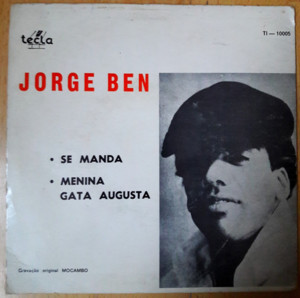 tecla
TI — 10005
JORGE BEN
• SE MANDA
• MENINA
GATA AUGUSTA
Gravação original MOCAMBO